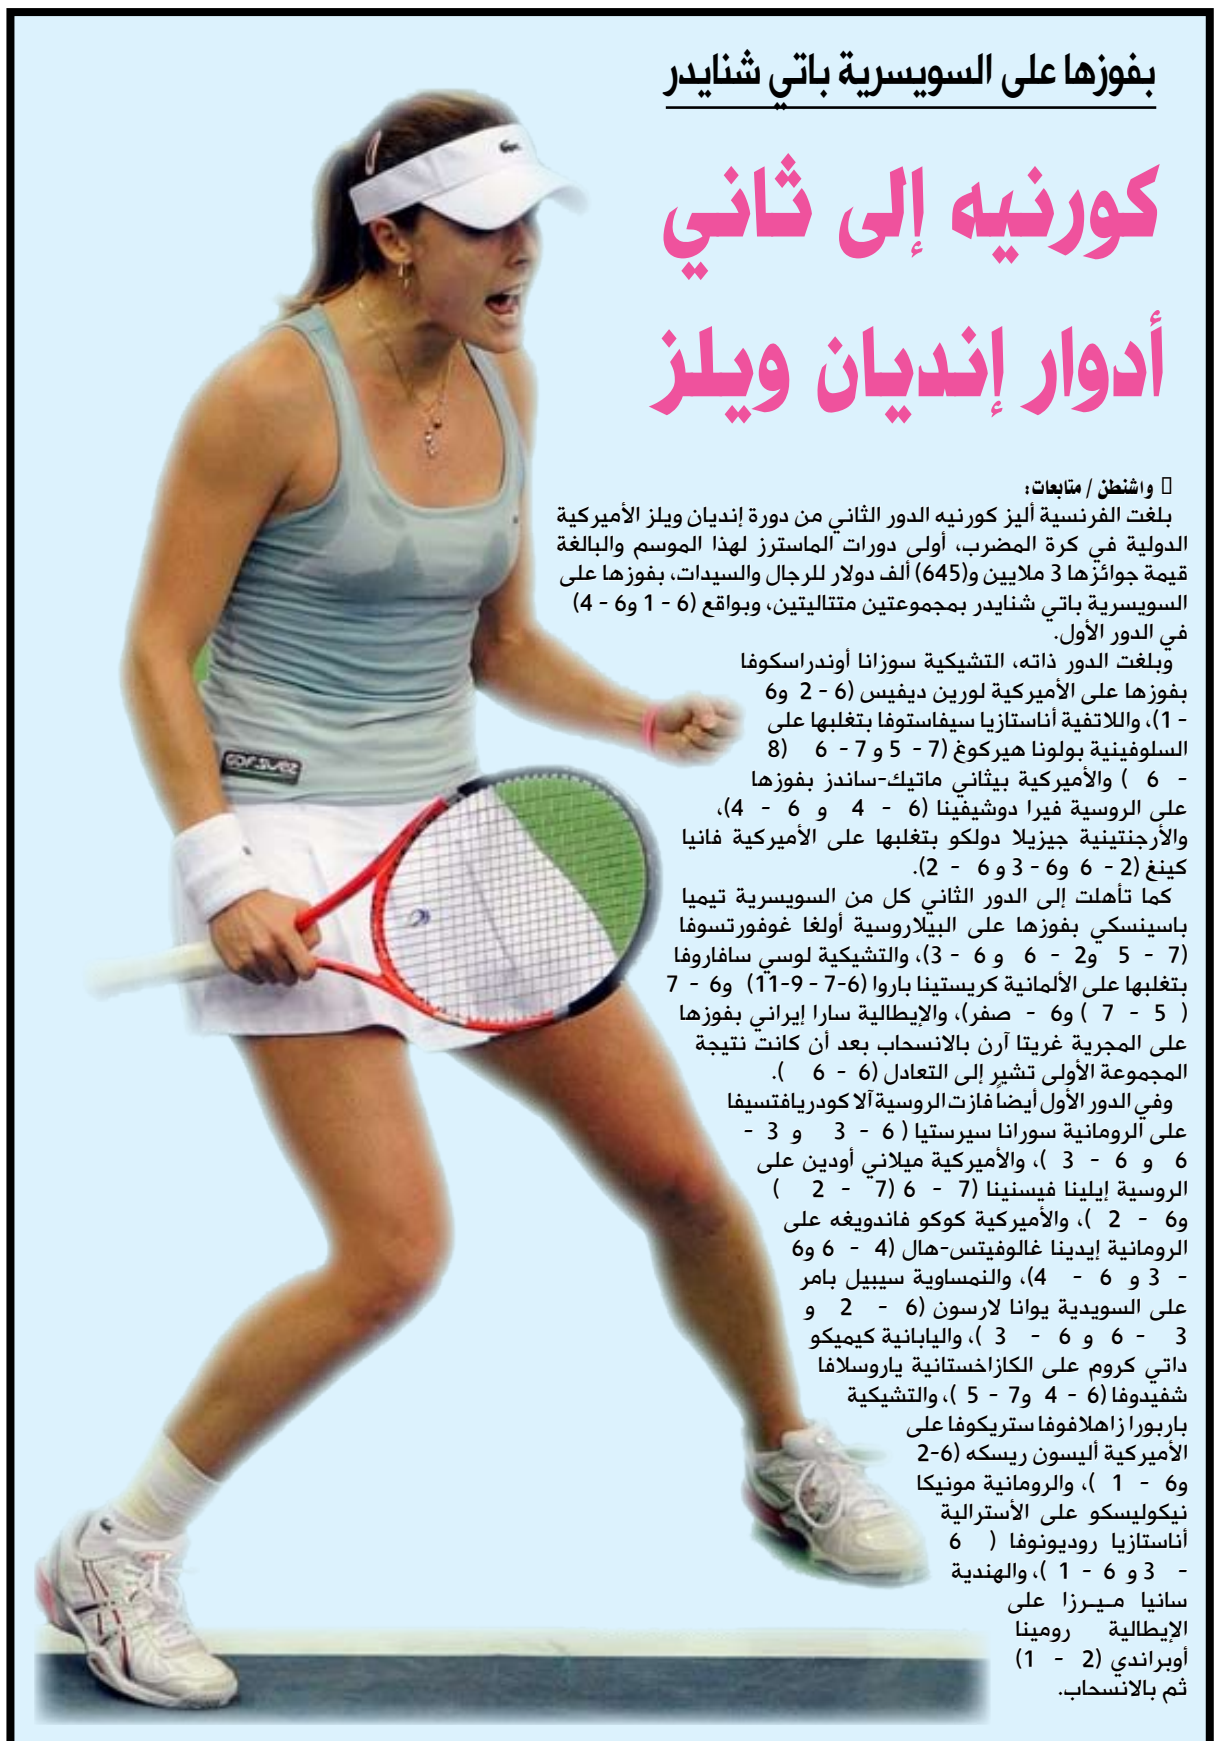 بفوزها على السويسرية باتي شنايدر
كورنيه إلى ثاني
أدوار إنديان ويلز
واشنطن / متابعات:
بلغت الفرنسية أليز كورنيه الدور الثاني من دورة إنديان ويلز الأميركية
الدولية في كرة المضرب، أولى دورات الماسترز لهذا الموسم والبالغة
قيمة جوائزها 3 ملايين و(645) ألف دولار للرجال والسيدات، بفوزها على
السويسرية باتي شنايدر بمجموعتين متتاليتين، وبواقع (6 - 1 و6 - 4)
في الدور الأول.
وبلغت الدور ذاته، التشيكية سوزانا أوندراسكوفا
بفوزها على الأميركية لورين ديفيس (6 - 2 و6
- 1)، واللاتفية أناستازيا سيفاستوفا بتغلبها على
السلوفينية بولونا هيركوغ (7 - 5 و 7 - 6 (8
- 6 ) والأميركية بيثاني ماتيك-ساندز بفوزها
على الروسية فيرا دوشيفينا (6 - 4 و 6 - 4)،
والأرجنتينية جيزيلا دولكو بتغلبها على الأميركية فانيا
كينغ (2 - 6 و6 - 3 و 6 - 2).
كما تأهلت إلى الدور الثاني كل من السويسرية تيميا
باسينسكي بفوزها على البيلاروسية أولغا غوفورتسوفا
(7 - 5 و2 - 6 و 6 - 3)، والتشيكية لوسي سافاروفا
بتغلبها على الألمانية كريستينا باروا (6-7 - 9-11) و6 - 7
( 5 - 7 ) و6 - صفر)، والإيطالية سارا إيراني بفوزها
على المجرية غريتا آرن بالانسحاب بعد أن كانت نتيجة
المجموعة الأولى تشير إلى التعادل (6 - 6 ).
وفي الدور الأول أيضاً فازت الروسية آلا كودريافتسيفا
على الرومانية سورانا سيرستيا ( 6 - 3 و 3 -
6 و 6 - 3 )، والأميركية ميلاني أودين على
الروسية إيلينا فيسنينا (7 - 6 (7 - 2 )
و6 - 2 )، والأميركية كوكو فاندويغه على
الرومانية إيدينا غالوفيتس-هال (4 - 6 و6
- 3 و 6 - 4)، والنمساوية سيبيل بامر
على السويدية يوانا لارسون (6 - 2 و
3 - 6 و 6 - 3 )، واليابانية كيميكو
داتي كروم على الكازاخستانية ياروسلافا
شفيدوفا (6 - 4 و7 - 5 )، والتشيكية
باربورا زاهلافوفا ستريكوفا على
الأميركية أليسون ريسكه (6-2
و6 - 1 )، والرومانية مونيكا
نيكوليسكو على الأسترالية
أناستازيا روديونوفا ( 6
- 3 و 6 - 1 )، والهندية
سانيا ميـرزا على
الإيطالية رومينا
أوبراندي (2 - 1)
ثم بالانسحاب.
GDF SUEZ